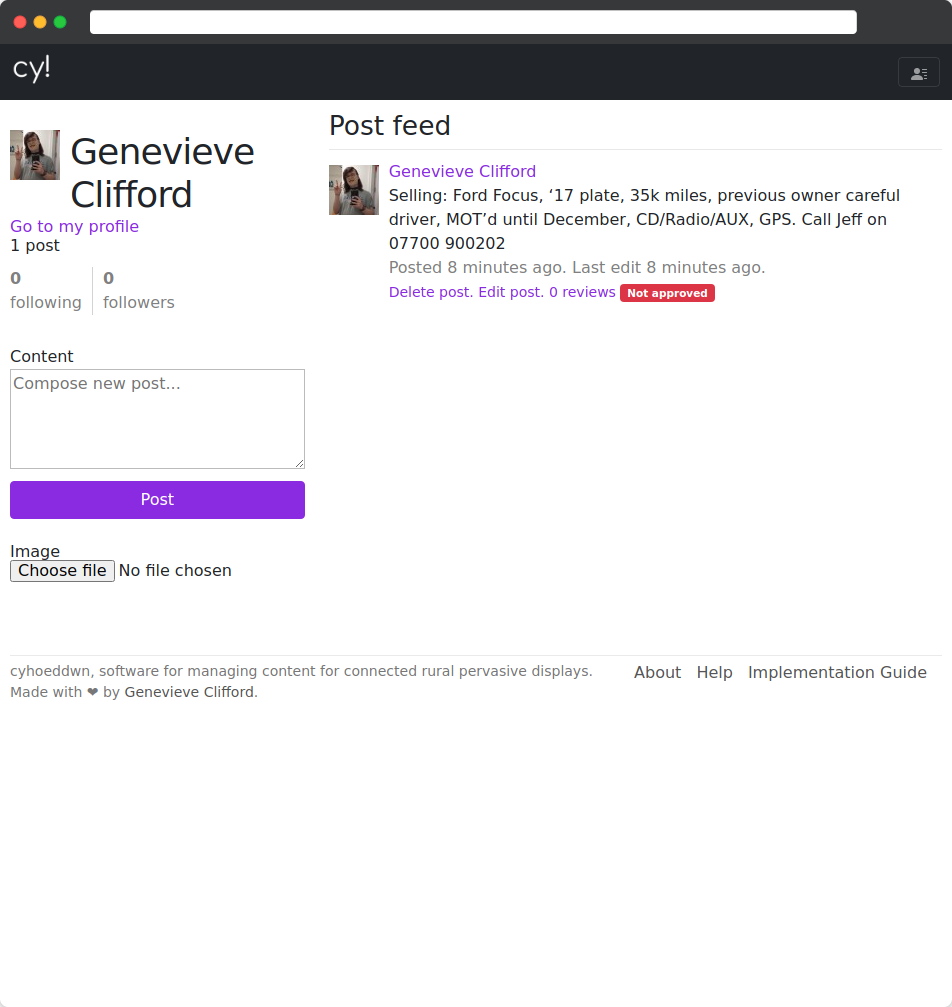 cy!
Genevieve
Clifford
Go to my profile
1 post
0
following
0
followers
Content
Compose new post...
Post
Image
Choose file No file chosen
Post feed
Genevieve Clifford
Selling: Ford Focus, ‘17 plate, 35k miles, previous owner careful
driver, MOT’d until December, CD/Radio/AUX, GPS. Call Jeff on
07700 900202
Posted 8 minutes ago. Last edit 8 minutes ago.
Delete post. Edit post. 0 reviews Not approved
cyhoeddwn, software for managing content for connected rural pervasive displays.
Made with ❤ by Genevieve Clifford.
About Help Implementation Guide